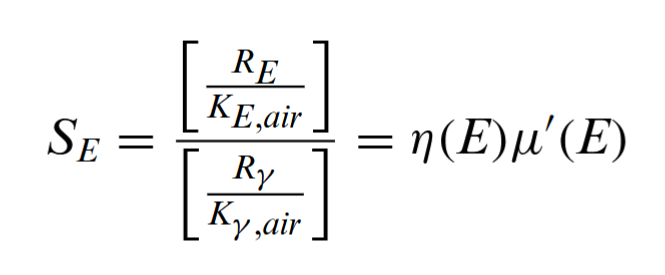 S_E = [R_E / K_{E,air}] / [R_γ / K_{γ,air}] = η(E)μ′(E)